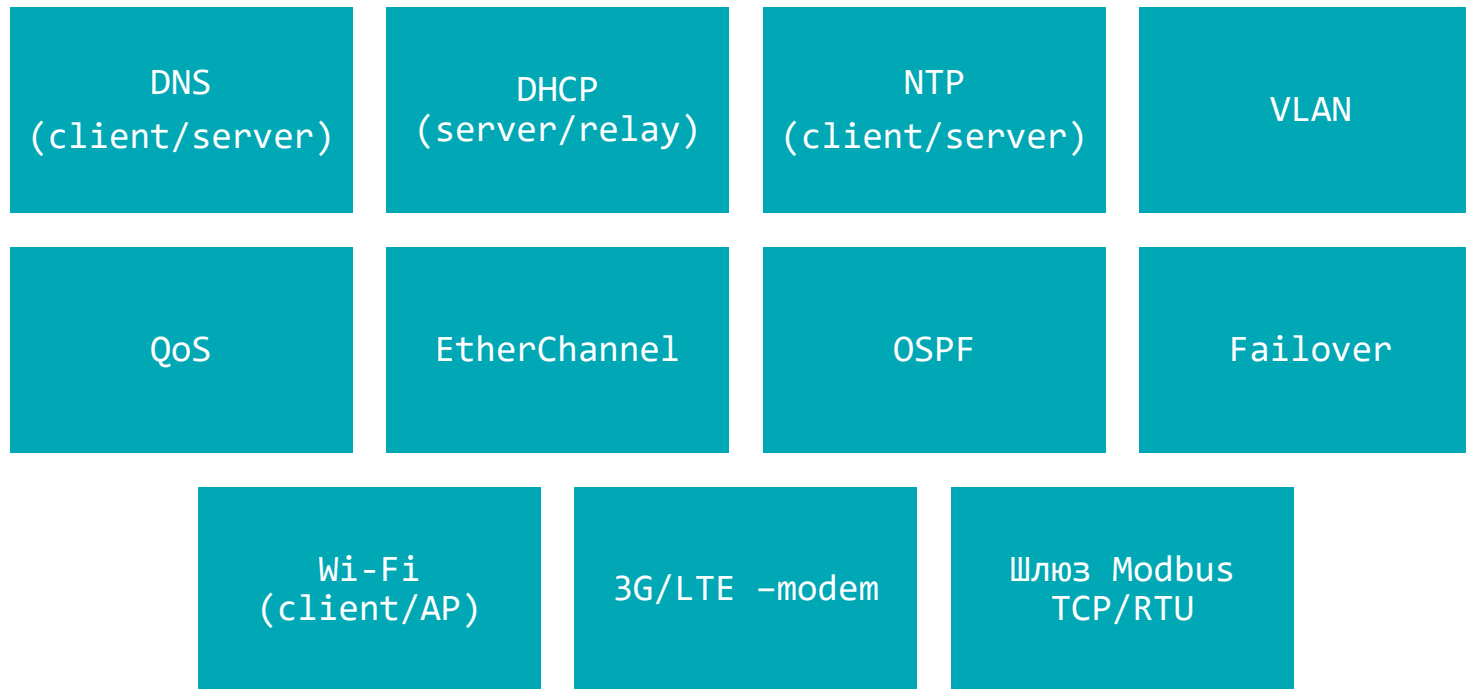 DNS
(client/server)
DHCP
(server/relay)
NTP
(client/server)
VLAN
QoS
EtherChannel
OSPF
Failover
Wi-Fi
(client/AP)
3G/LTE –modem
Шлюз Modbus
TCP/RTU